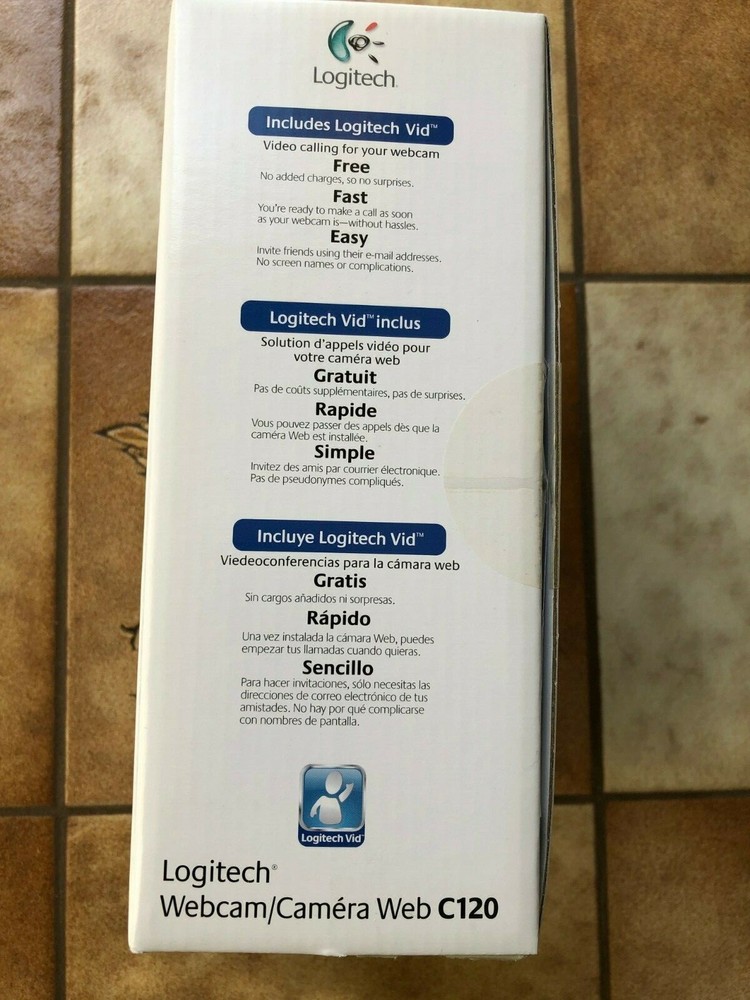 Logitech
Includes Logitech Vid™
Video calling for your webcam
Free
No added charges, so no surprises.
Fast
You're ready to make a call as soon
as your webcam is—without hassles.
Easy
Invite friends using their e-mail addresses.
No screen names or complications.
Logitech Vid™ inclus
Solution d'appels vidéo pour
votre caméra web
Gratuit
Pas de coûts supplémentaires, pas de surprises.
Rapide
Vous pouvez passer des appels dès que la
caméra Web est installée.
Simple
Invitez des amis par courrier électronique.
Pas de pseudonymes compliqués.
Incluye Logitech Vid™
Viedeoconferencias para la cámara web
Gratis
Sin cargos añadidos ni sorpresas.
Rápido
Una vez instalada la cámara Web, puedes
empezar tus llamadas cuando quieras.
Sencillo
Para hacer invitaciones, sólo necesitas las
direcciones de correo electrónico de tus
amistades. No hay por qué complicarse
con nombres de pantalla.
Logitech Vid™
Logitech®
Webcam/Caméra Web C120